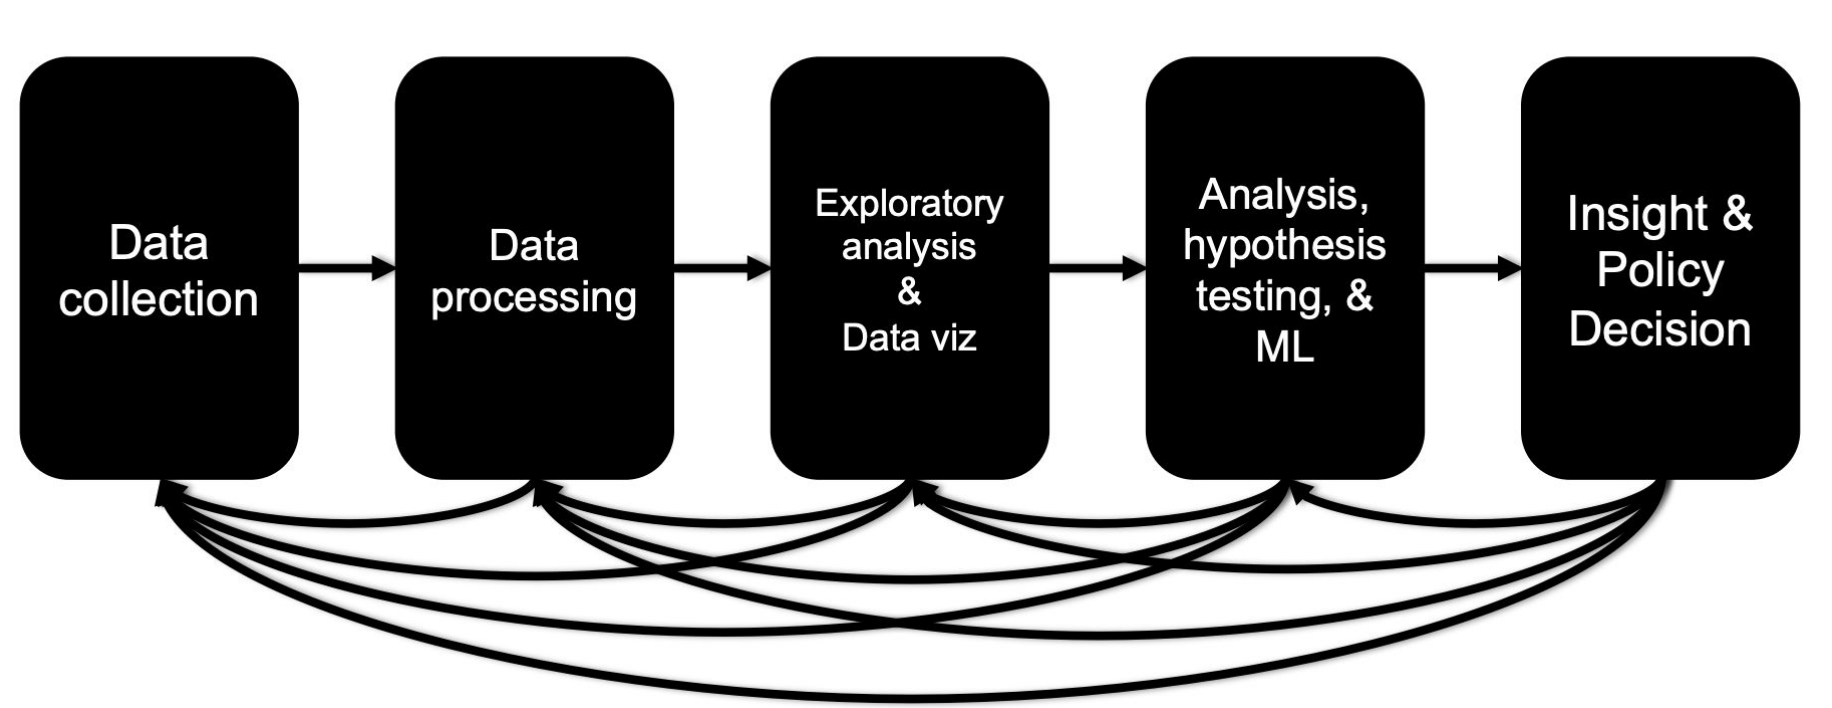 Data
collection
Data
processing
Exploratory
analysis
&
Data viz
Analysis,
hypothesis
testing, &
ML
Insight &
Policy
Decision